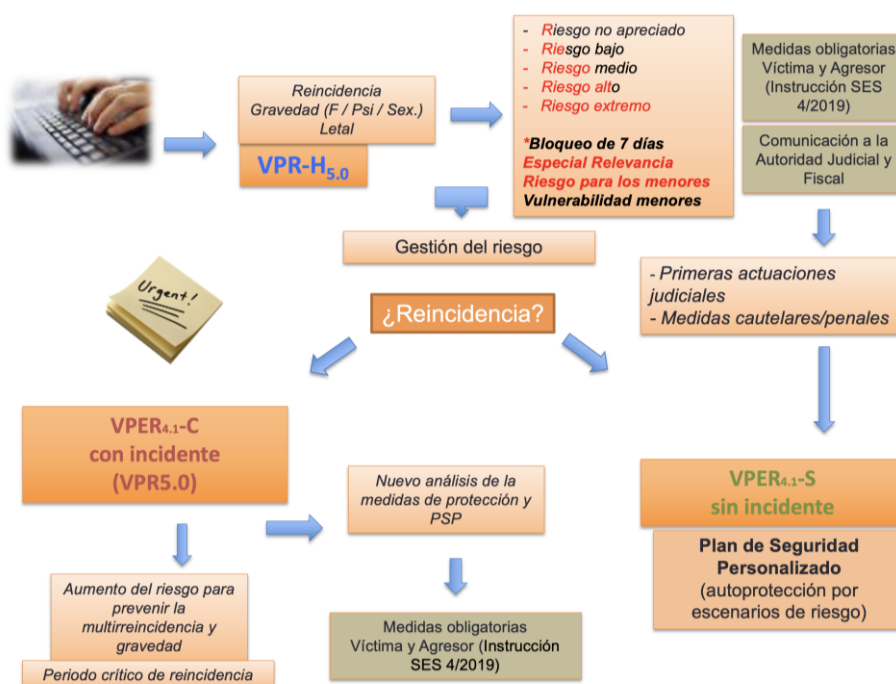 Reincidencia
Gravedad (F / Psi / Sex.)
Letal
VPR-H5.0
- Riesgo no apreciado
- Riesgo bajo
- Riesgo medio
- Riesgo alto
- Riesgo extremo
*Bloqueo de 7 días
Especial Relevancia
Riesgo para los menores
Vulnerabilidad menores
Medidas obligatorias
Víctima y Agresor
(Instrucción SES
4/2019)
Comunicación a la
Autoridad Judicial y
Fiscal
Gestión del riesgo
- Primeras actuaciones
judiciales
- Medidas cautelares/penales
Urgent!
¿Reincidencia?
VPER4.1-C
con incidente
(VPR5.0)
Nuevo análisis de la
medidas de protección y
PSP
VPER4.1-S
sin incidente
Plan de Seguridad
Personalizado
(autoprotección por
escenarios de riesgo)
Aumento del riesgo para
prevenir la
multirreincidencia y
gravedad
Periodo crítico de reincidencia
Medidas obligatorias
Víctima y Agresor (Instrucción
SES 4/2019)